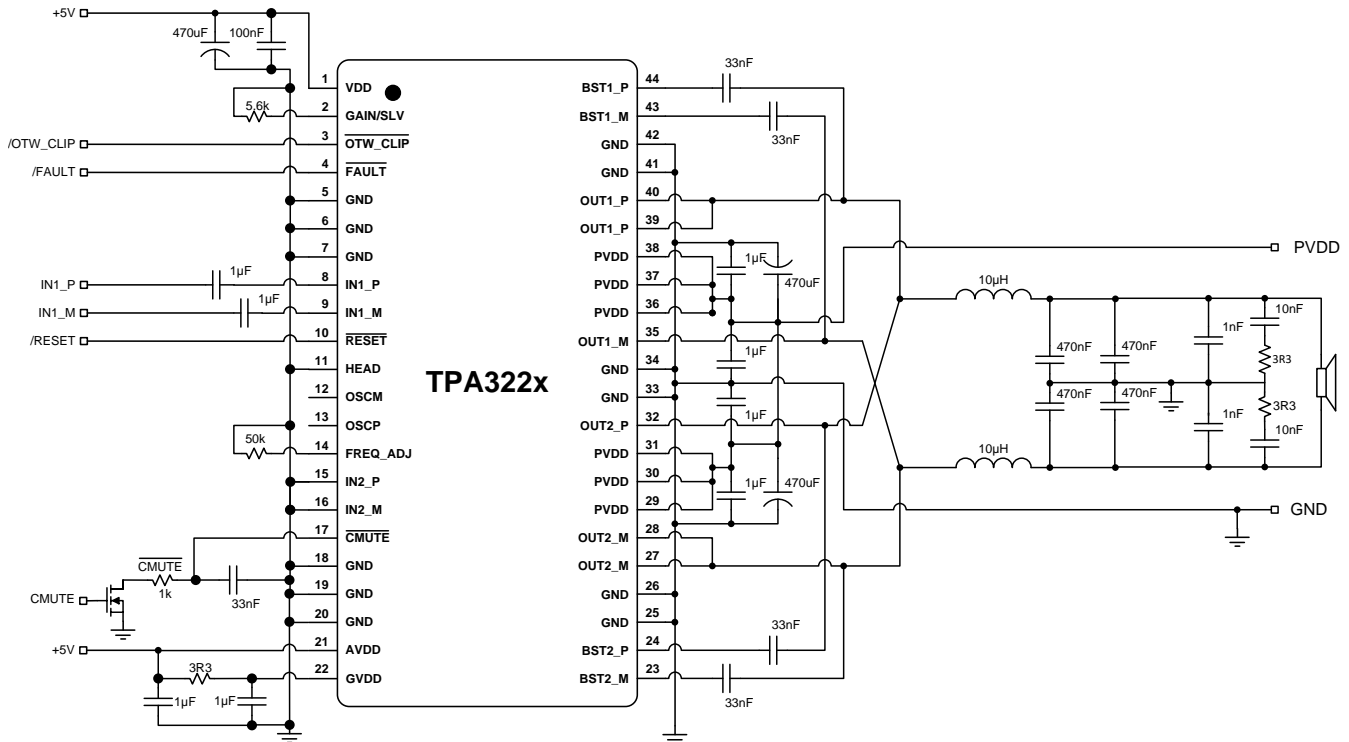 +5V
470uF
100nF
5.6k
/OTW_CLIP
/FAULT
1µF
IN1_P
1µF
IN1_M
/RESET
50k
CMUTE
1k
33nF
CMUTE
+5V
3R3
1µF
1µF
1 VDD
2 GAIN/SLV
3 OTW_CLIP
4 FAULT
5 GND
6 GND
7 GND
8 IN1_P
9 IN1_M
10 RESET
11 HEAD
12 OSCM
13 OSCP
14 FREQ_ADJ
15 IN2_P
16 IN2_M
17 CMUTE
18 GND
19 GND
20 GND
21 AVDD
22 GVDD
TPA322x
BST1_P 44
BST1_M 43
GND 42
GND 41
OUT1_P 40
OUT1_P 39
PVDD 38
PVDD 37
PVDD 36
OUT1_M 35
GND 34
GND 33
OUT2_P 32
PVDD 31
PVDD 30
PVDD 29
OUT2_M 28
OUT2_M 27
GND 26
GND 25
BST2_P 24
BST2_M 23
33nF
33nF
1µF
470uF
1µF
1µF
1µF
470uF
33nF
33nF
PVDD
10µH
470nF
470nF
1nF
10nF
3R3
470nF
470nF
1nF
3R3
10nF
10µH
GND